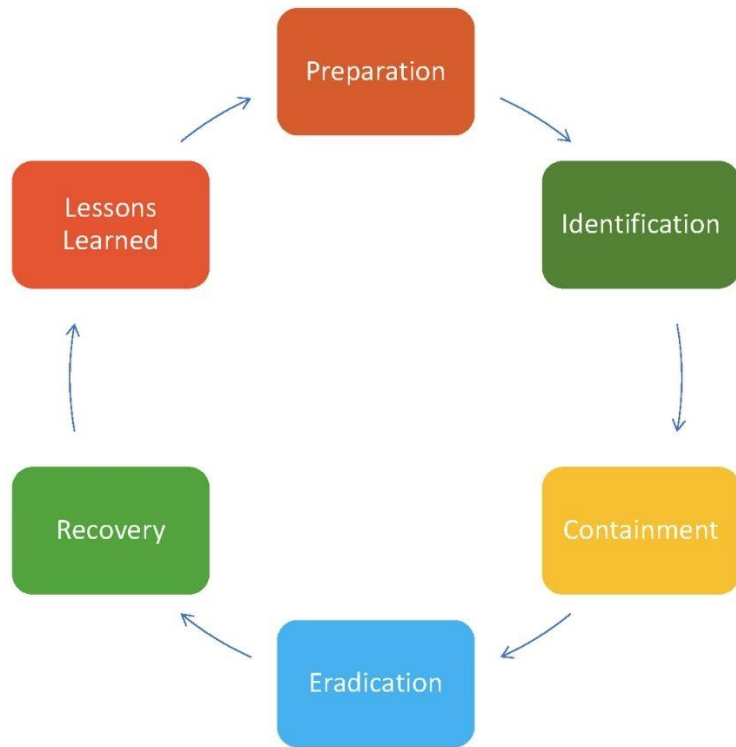 Preparation
Identification
Containment
Eradication
Recovery
Lessons
Learned